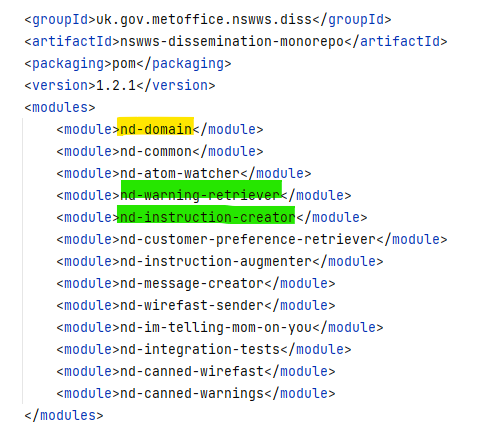 <groupId>uk.gov.metoffice.nswws.diss</groupId>
<artifactId>nswws-dissemination-monorepo</artifactId>
<packaging>pom</packaging>
<version>1.2.1</version>
<modules>
<module>nd-domain</module>
<module>nd-common</module>
<module>nd-atom-watcher</module>
<module>nd-warning-retriever</module>
<module>nd-instruction-creator</module>
<module>nd-customer-preference-retriever</module>
<module>nd-instruction-augmenter</module>
<module>nd-message-creator</module>
<module>nd-wirefast-sender</module>
<module>nd-im-telling-mom-on-you</module>
<module>nd-integration-tests</module>
<module>nd-canned-wirefast</module>
<module>nd-canned-warnings</module>
</modules>